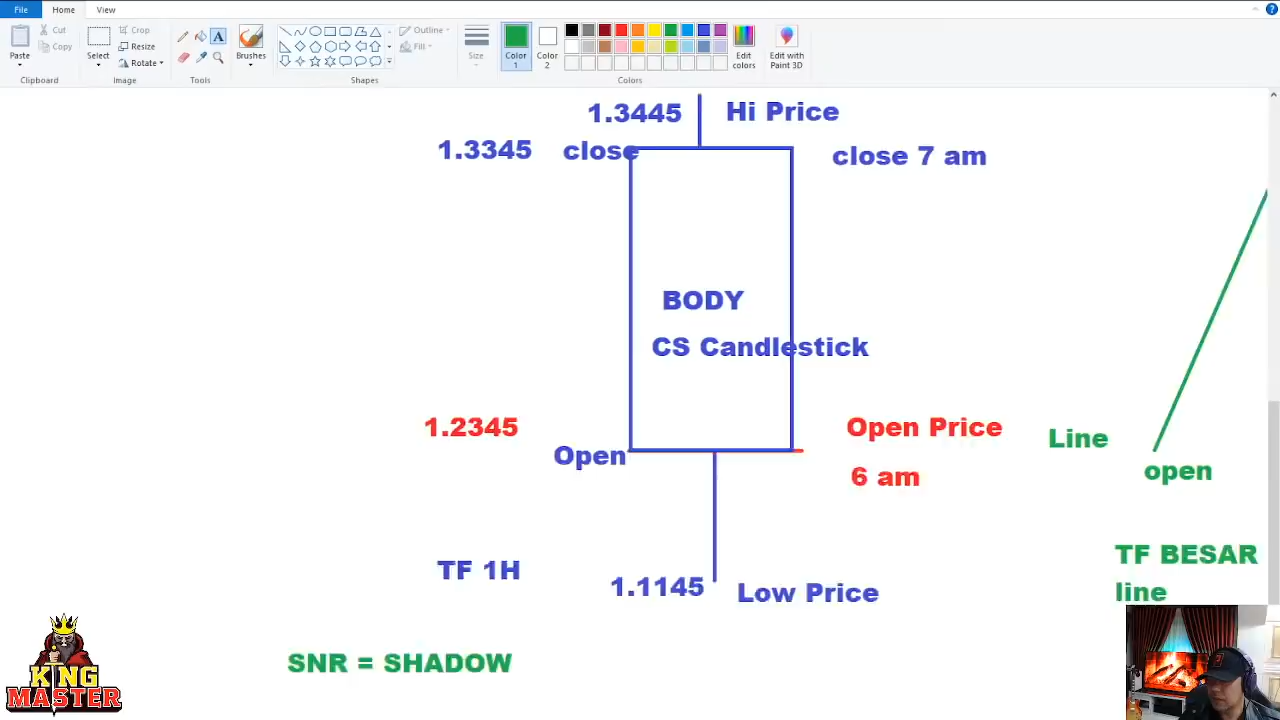 File
Home
View
Paste
Cut
Copy
Clipboard
Select
Crop
Resize
Rotate
Image
A
Tools
Brushes
Outline
Fill
Shapes
Size
Color 1
Color 2
Edit colors
Colors
Edit with Paint 3D
1.3445 Hi Price
1.3345 close close 7 am
BODY
CS Candlestick
1.2345 Open Price
Line
Open
open
6 am
TF BESAR
line
TF 1H
1.1145 Low Price
SNR = SHADOW
KING
MASTER